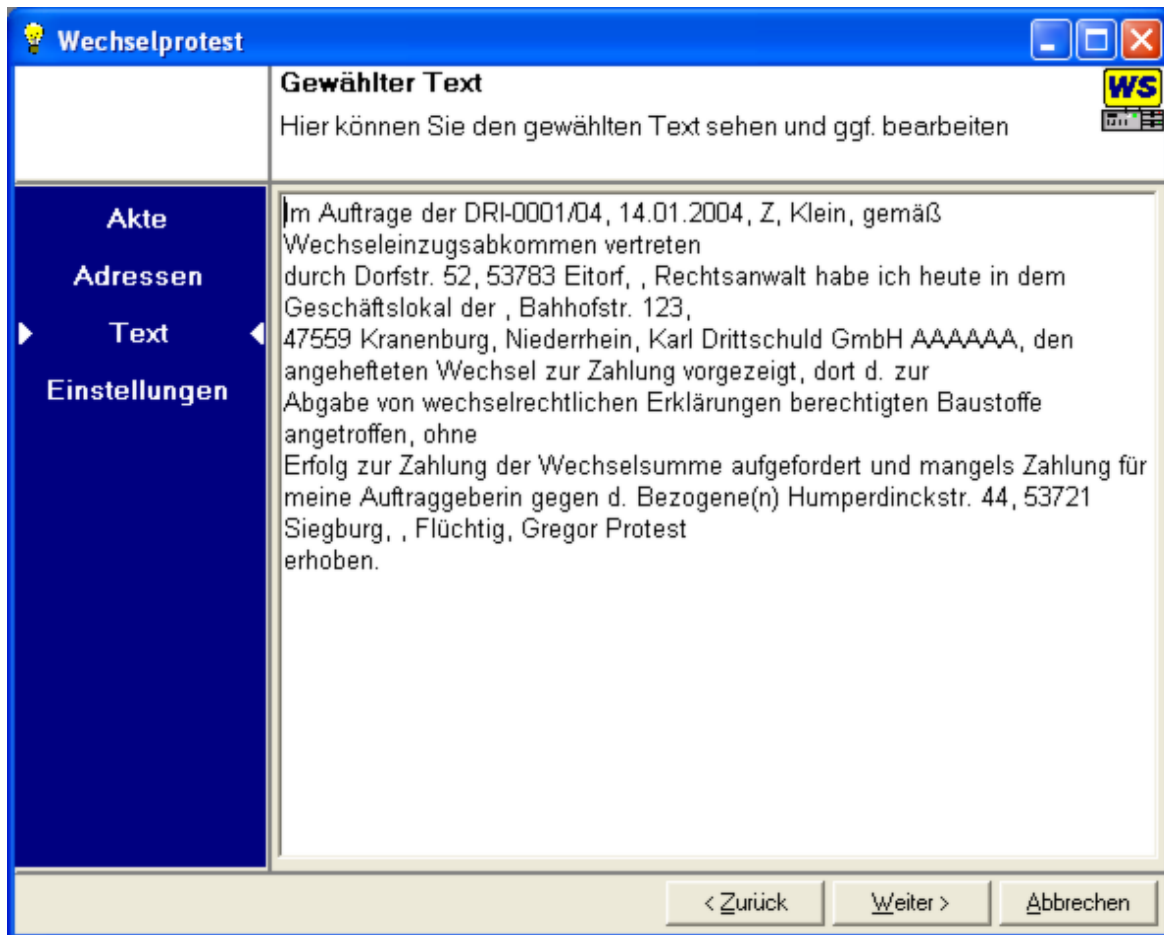 Wechselprotest
Gewählter Text
WS
Hier können Sie den gewählten Text sehen und ggf. bearbeiten
Akte
Adressen
Text
Einstellungen
Im Auftrage der DRI-0001/04, 14.01.2004, Z, Klein, gemäß
Wechseleinzugsabkommen vertreten
durch Dorfstr. 52, 53783 Eitorf, , Rechtsanwalt habe ich heute in dem
Geschäftslokal der , Bahhofstr. 123,
47559 Kranenburg, Niederrhein, Karl Drittschuld GmbH AAAAAA, den
angehefteten Wechsel zur Zahlung vorgezeigt, dort d. zur
Abgabe von wechselrechtlichen Erklärungen berechtigten Baustoffe
angetroffen, ohne
Erfolg zur Zahlung der Wechselsumme aufgefordert und mangels Zahlung für
meine Auftraggeberin gegen d. Bezogene(n) Humperdinckstr. 44, 53721
Siegburg, , Flüchtig, Gregor Protest
erhoben.
< Zurück
Weiter >
Abbrechen